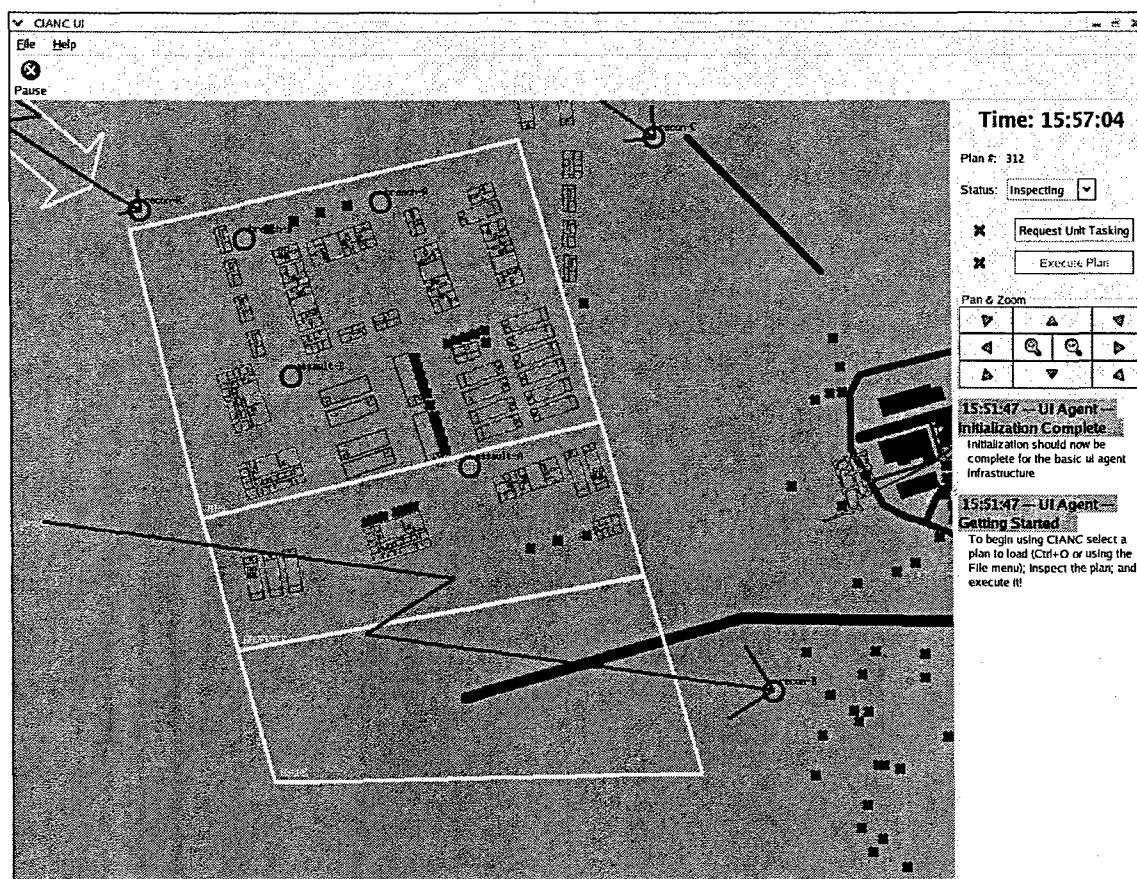 CIANC UI
File Help
Pause
Time: 15:57:04
Plan #: 312
Status: Inspecting
Request Unit Tasking
Execute Plan
Pan & Zoom
15:51:47 — UI Agent —
Initialization Complete
Initialization should now be
complete for the basic ui agent
infrastructure
15:51:47 — UI Agent —
Getting Started
To begin using CIANC select a
plan to load (Ctrl+O or using the
File menu); inspect the plan; and
execute it!